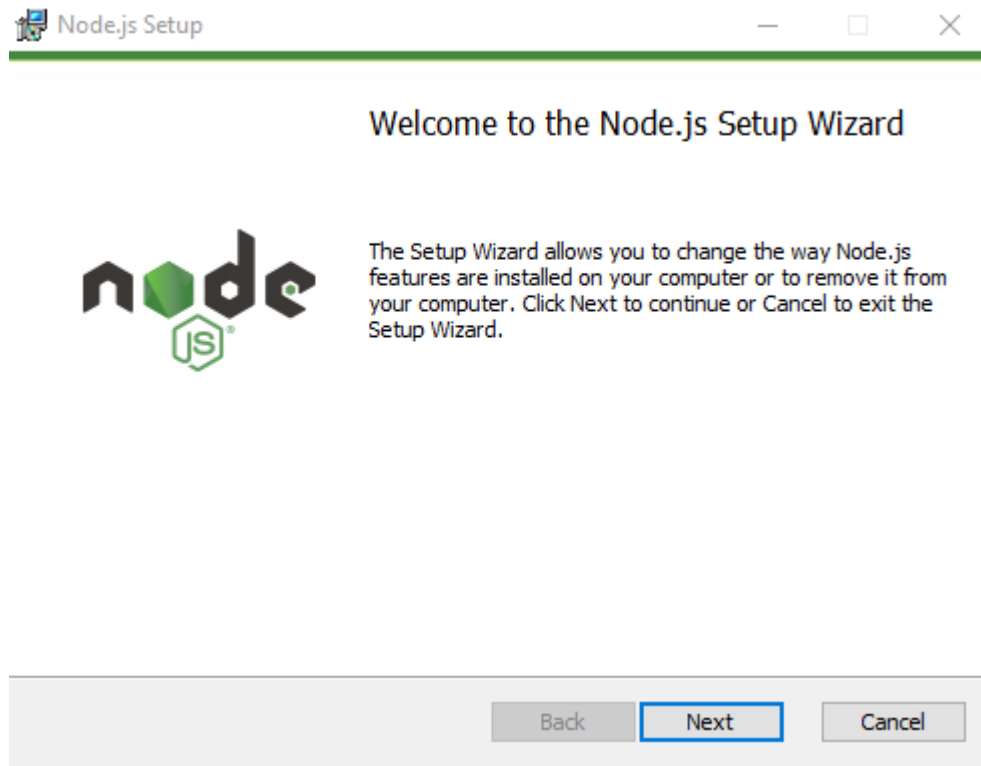 Node.js Setup
Welcome to the Node.js Setup Wizard
The Setup Wizard allows you to change the way Node.js
features are installed on your computer or to remove it from
your computer. Click Next to continue or Cancel to exit the
Setup Wizard.
node
JS®
Back Next Cancel